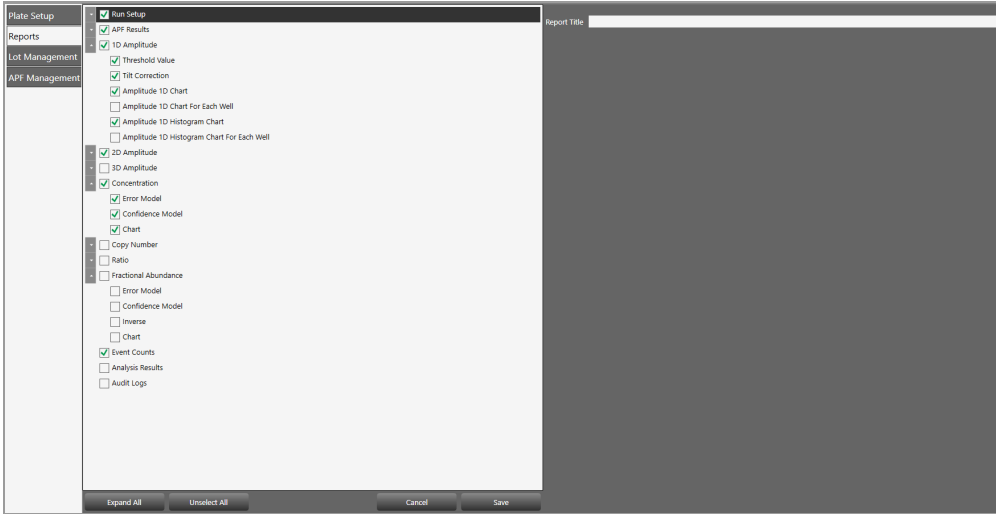 Plate Setup
Reports
Lot Management
APF Management
Run Setup
APF Results
1D Amplitude
Threshold Value
Tilt Correction
Amplitude 1D Chart
Amplitude 1D Chart For Each Well
Amplitude 1D Histogram Chart
Amplitude 1D Histogram Chart For Each Well
2D Amplitude
3D Amplitude
Concentration
Error Model
Confidence Model
Chart
Copy Number
Ratio
Fractional Abundance
Error Model
Confidence Model
Inverse
Chart
Event Counts
Analysis Results
Audit Logs
Expand All Unselect All Cancel Save
Report Title